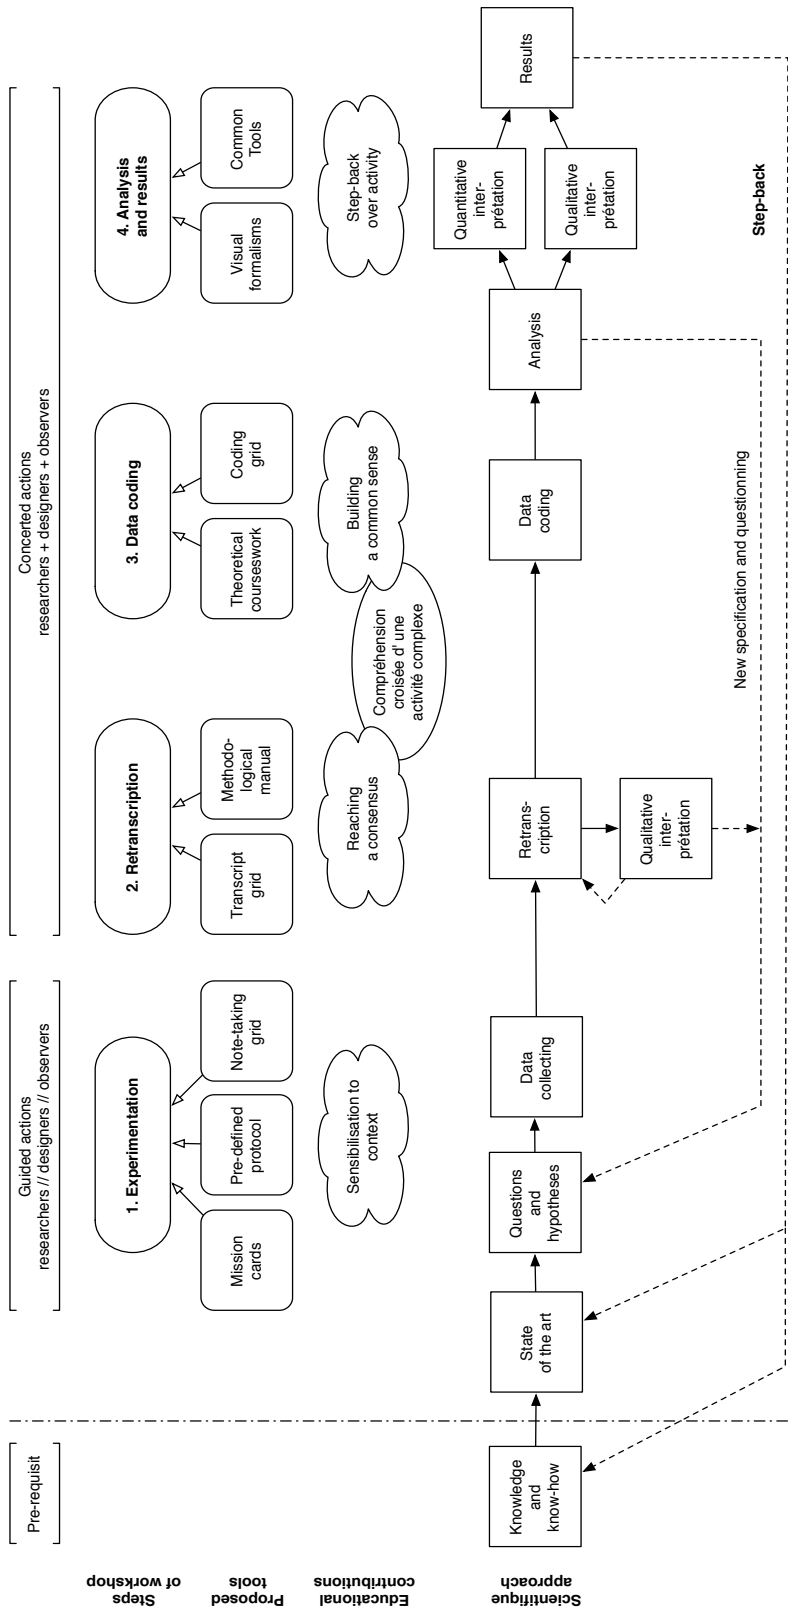 Pre-requisit
Guided actions
researchers // designers // observers
Concerted actions
researchers + designers + observers
Steps
of workshop
1. Experimentation
2. Retranscription
3. Data coding
4. Analysis
and results
Proposed
tools
Mission
cards
Pre-defined
protocol
Note-taking
grid
Transcript
grid
Methodo-
logical
manual
Theoretical
courseswork
Coding
grid
Visual
formalisms
Common
Tools
Educational
contributions
Sensibilisation to
context
Reaching
a consensus
Compréhension
croisée d' une
activité complexe
Building
a common sense
Step-back
over activity
Scientifique
approach
Knowledge
and
know-how
State
of the art
Questions
and
hypotheses
Data
collecting
Retrans-
cription
Qualitative
inter-
prétation
Data
coding
Analysis
Quantitative
inter-
prétation
Qualitative
inter-
prétation
Results
New specification and questionning
Step-back